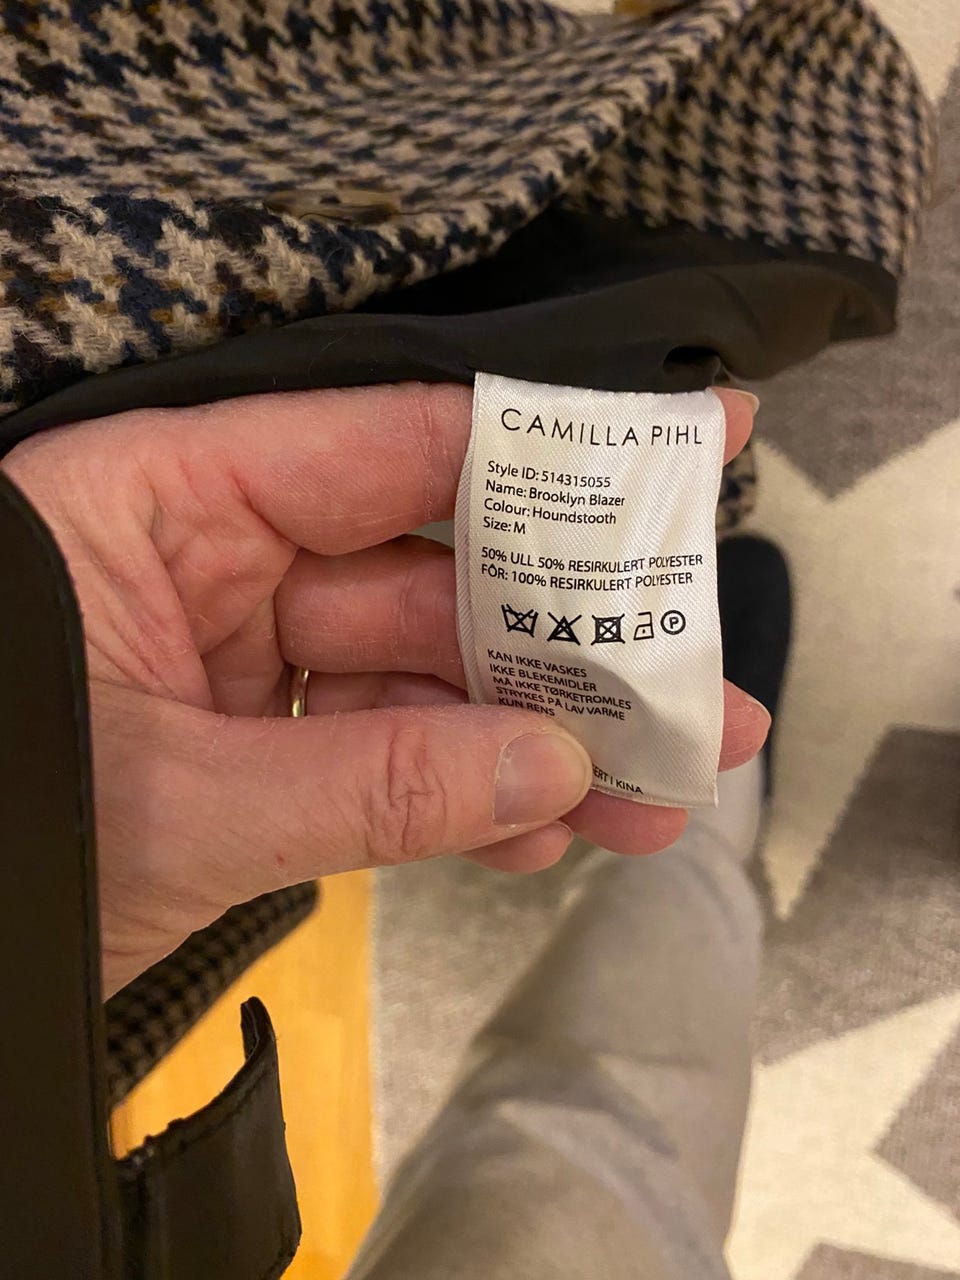 CAMILLA PIHL
Style ID: 514315055
Name: Brooklyn Blazer
Colour: Houndstooth
Size: M
50% ULL 50% RESIRKULERT POLYESTER
FÔR: 100% RESIRKULERT POLYESTER
P
KAN IKKE VASKES
IKKE BLEKEMIDLER
MÅ IKKE TØRKETROMLES
STRYKES PÅ LAV VARME
KUN RENS
I KINA